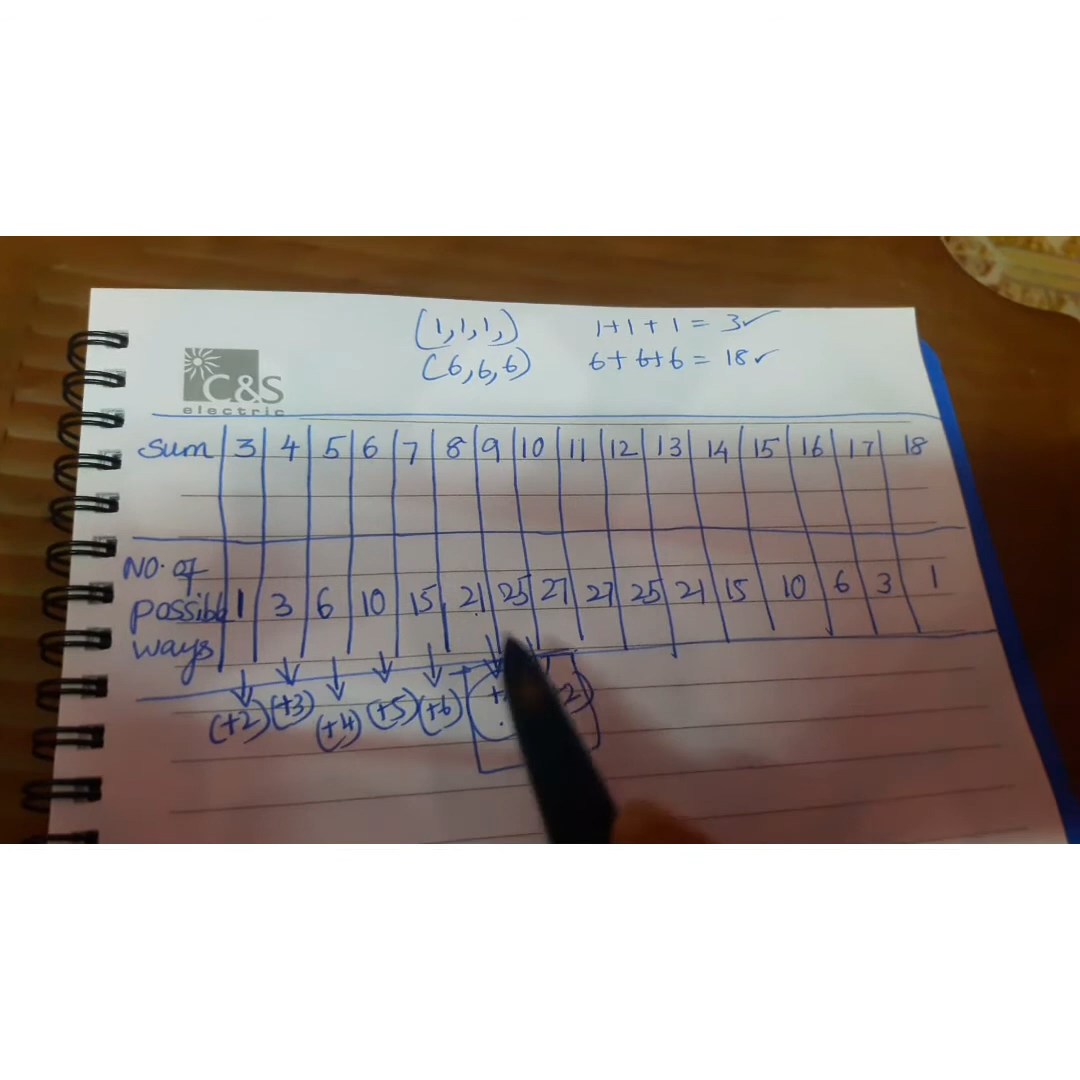 (1,1,1,) 1+1+1 = 3✓
(6,6,6) 6+6+6 = 18✓
C&S
electric
Sum 3 4 5 6 7 8 9 10 11 12 13 14 15 16 17 18
NO. of
possible 1 3 6 10 15 21 25 27 27 25 21 15 10 6 3 1
ways
(+2) (+3) (+4) (+5) (+6) (+ 2)